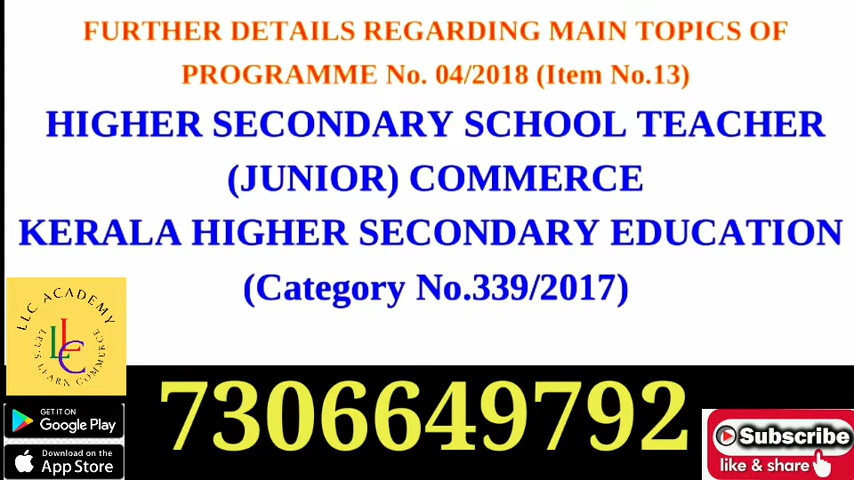 FURTHER DETAILS REGARDING MAIN TOPICS OF
PROGRAMME No. 04/2018 (Item No.13)
HIGHER SECONDARY SCHOOL TEACHER
(JUNIOR) COMMERCE
KERALA HIGHER SECONDARY EDUCATION
(Category No.339/2017)
LLC ACADEMY
LLC
LET'S LEARN COMMERCE
GET IT ON
Google Play
Download on the
App Store
7306649792
Subscribe
like & share